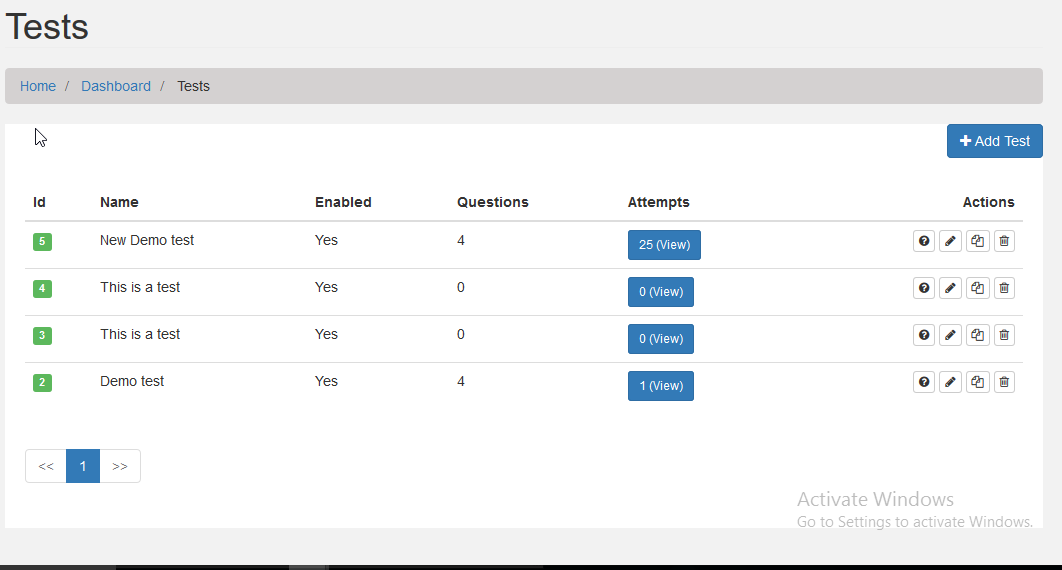 Tests
Home / Dashboard / Tests
Add Test
Id Name Enabled Questions Attempts Actions
5 New Demo test Yes 4 25 (View)
4 This is a test Yes 0 0 (View)
3 This is a test Yes 0 0 (View)
2 Demo test Yes 4 1 (View)
<< 1 >>
Activate Windows
Go to Settings to activate Windows.